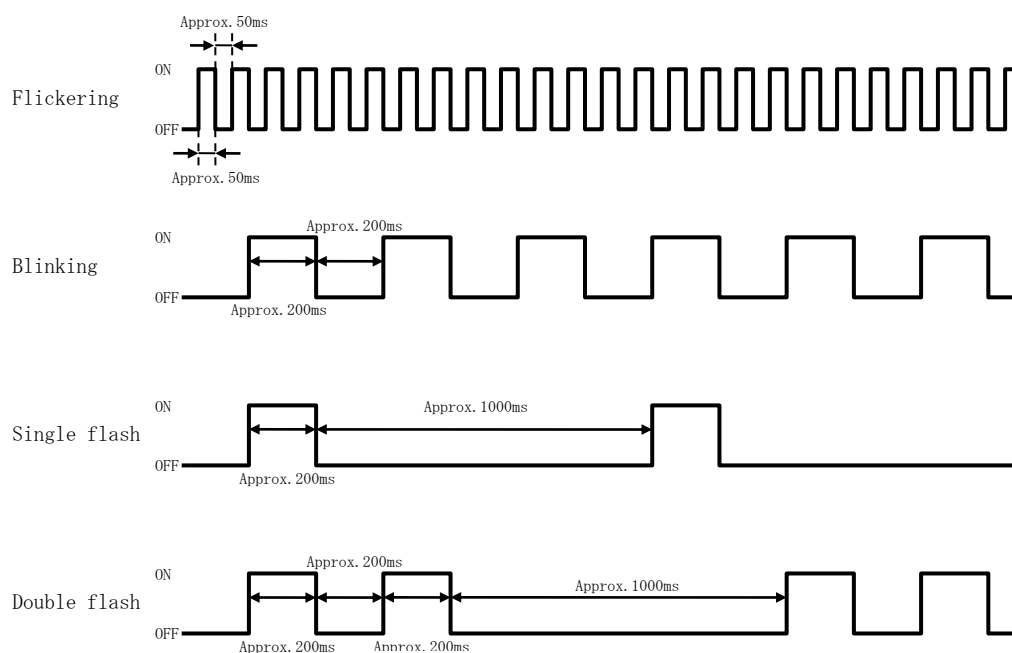 Approx.50ms
ON
Flickering
OFF
Approx.50ms
Approx.200ms
ON
Blinking
OFF
Approx.200ms
ON
Approx.1000ms
Single flash
OFF
Approx.200ms
Approx.200ms
ON
Approx.1000ms
Double flash
OFF
Approx.200ms Approx.200ms